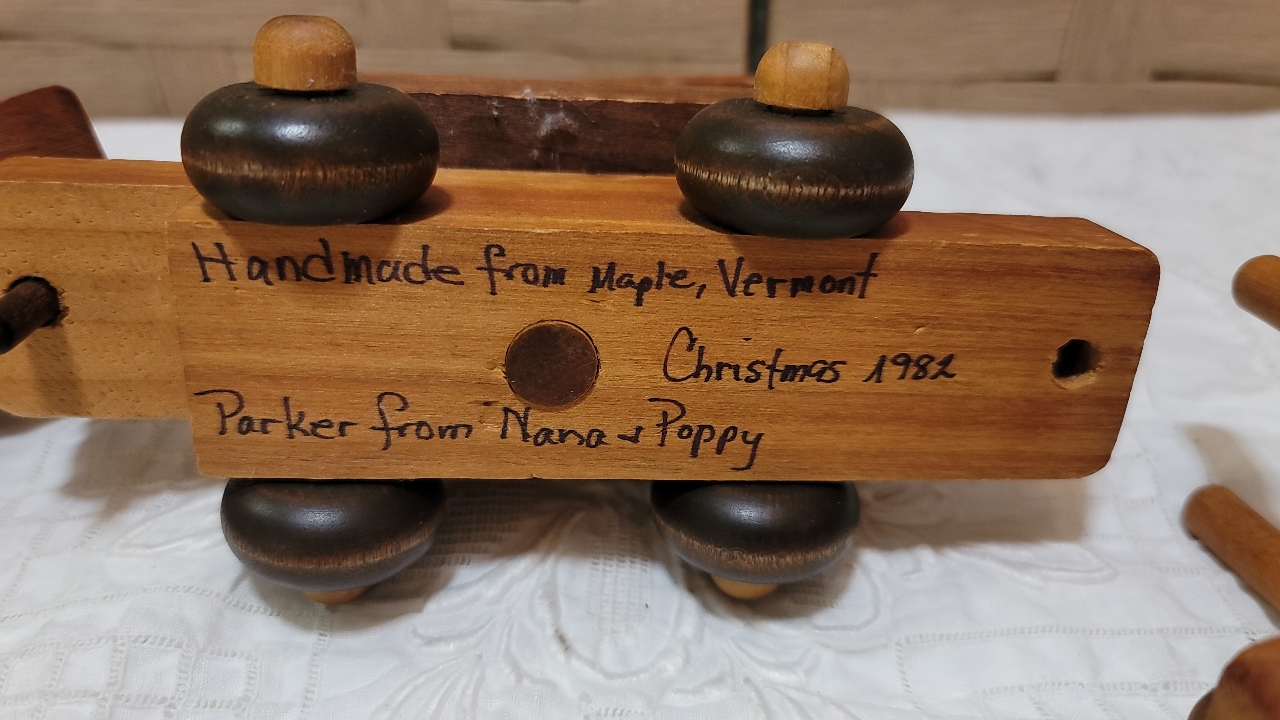 Handmade from Maple, Vermont
Christmas 1982
Parker from Nana & Poppy